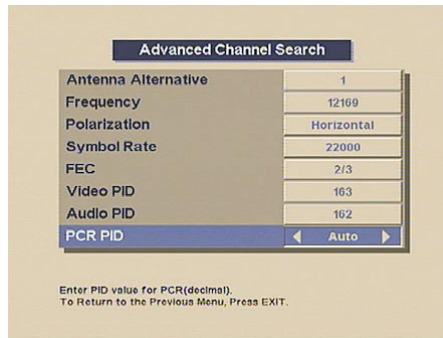 Advanced Channel Search
Antenna Alternative 1
Frequency 12169
Polarization Horizontal
Symbol Rate 22000
FEC 2/3
Video PID 163
Audio PID 162
PCR PID Auto
Enter PID value for PCR(decimal).
To Return to the Previous Menu, Press EXIT.